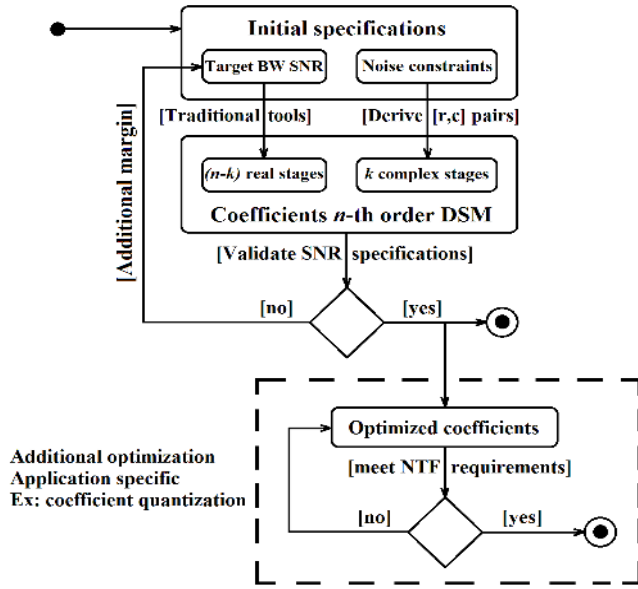 Initial specifications
Target BW SNR
Noise constraints
[Traditional tools]
[Derive [r,c] pairs]
[Additional margin]
(n-k) real stages
k complex stages
Coefficients n-th order DSM
[Validate SNR specifications]
[no]
[yes]
Optimized coefficients
[meet NTF requirements]
Additional optimization
Application specific
Ex: coefficient quantization
[no]
[yes]